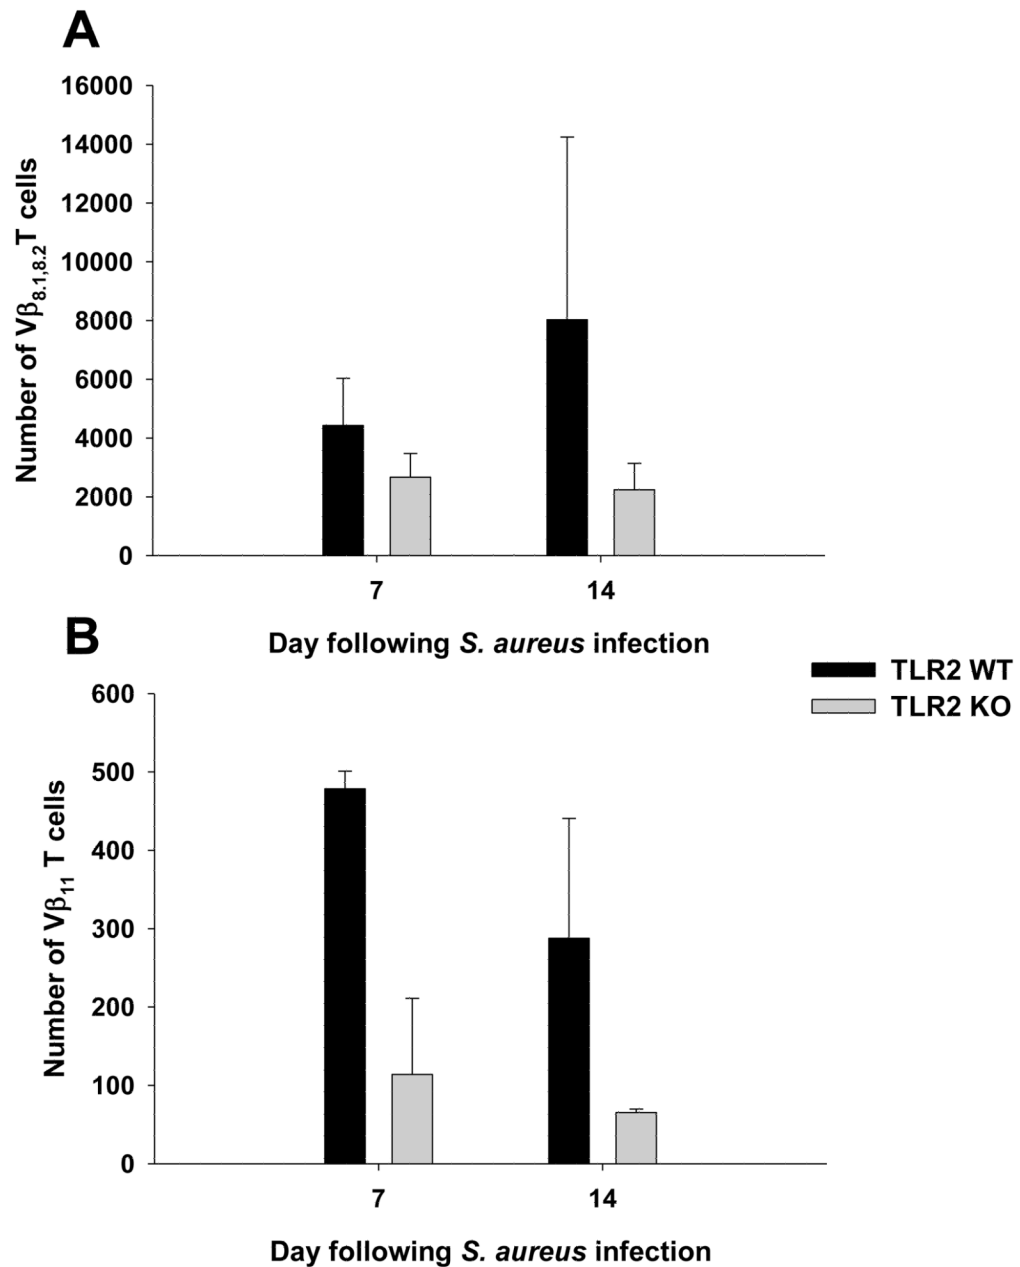 A
16000
14000
12000
10000
8000
6000
4000
2000
0
Number of Vβ8.1,8.2T cells
7 14
Day following S. aureus infection
B
TLR2 WT
TLR2 KO
600
500
400
300
200
100
0
Number of Vβ11 T cells
7 14
Day following S. aureus infection